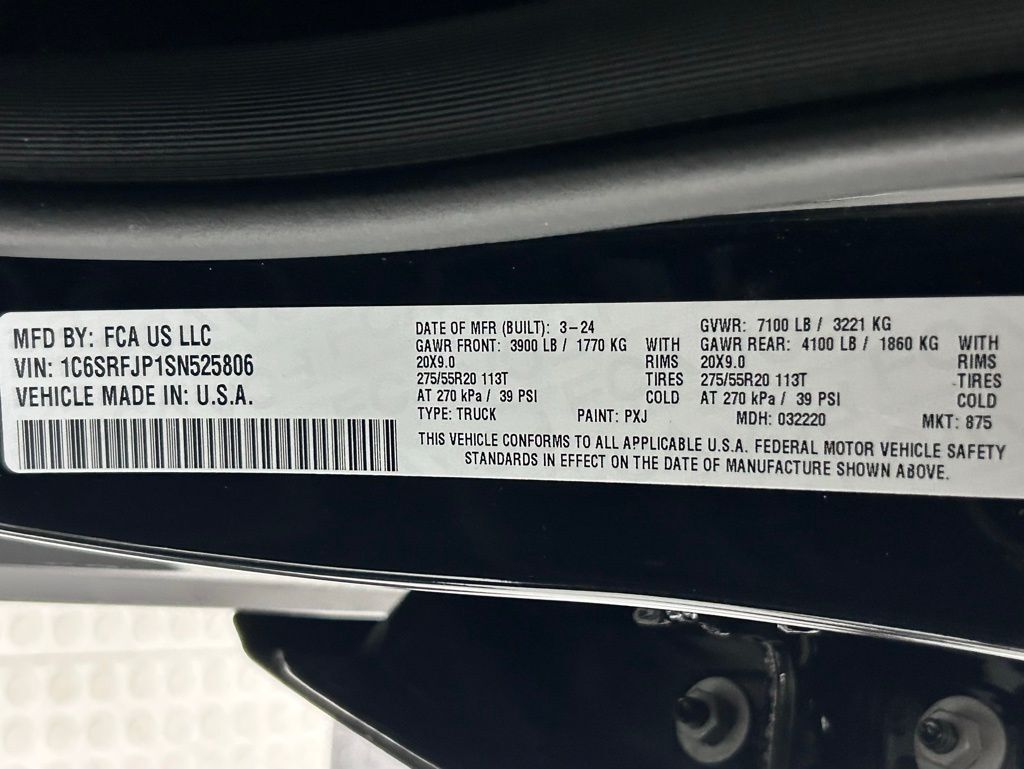 MFD BY: FCA US LLC
VIN: 1C6SRFJP1SN525806
VEHICLE MADE IN: U.S.A.
DATE OF MFR (BUILT): 3-24
GVWR: 7100 LB / 3221 KG
GAWR FRONT: 3900 LB / 1770 KG WITH
GAWR REAR: 4100 LB / 1860 KG WITH
20X9.0 RIMS
20X9.0 RIMS
275/55R20 113T TIRES
275/55R20 113T TIRES
AT 270 kPa / 39 PSI COLD
AT 270 kPa / 39 PSI COLD
TYPE: TRUCK PAINT: PXJ MDH: 032220 MKT: 875
THIS VEHICLE CONFORMS TO ALL APPLICABLE U.S.A. FEDERAL MOTOR VEHICLE SAFETY
STANDARDS IN EFFECT ON THE DATE OF MANUFACTURE SHOWN ABOVE.